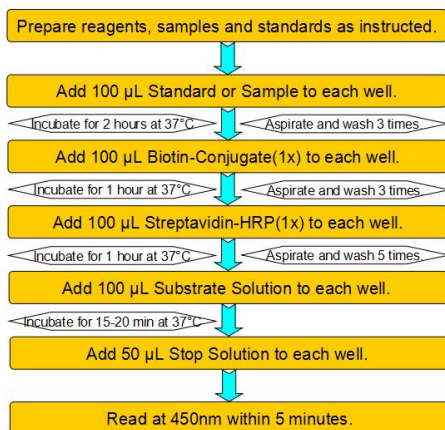 Prepare reagents, samples and standards as instructed.
Add 100 µL Standard or Sample to each well.
Incubate for 2 hours at 37°C
Aspirate and wash 3 times.
Add 100 µL Biotin-Conjugate(1x) to each well.
Incubate for 1 hour at 37°C
Aspirate and wash 3 times.
Add 100 µL Streptavidin-HRP(1x) to each well.
Incubate for 1 hour at 37°C
Aspirate and wash 5 times.
Add 100 µL Substrate Solution to each well.
Incubate for 15-20 min at 37°C
Add 50 µL Stop Solution to each well.
Read at 450nm within 5 minutes.